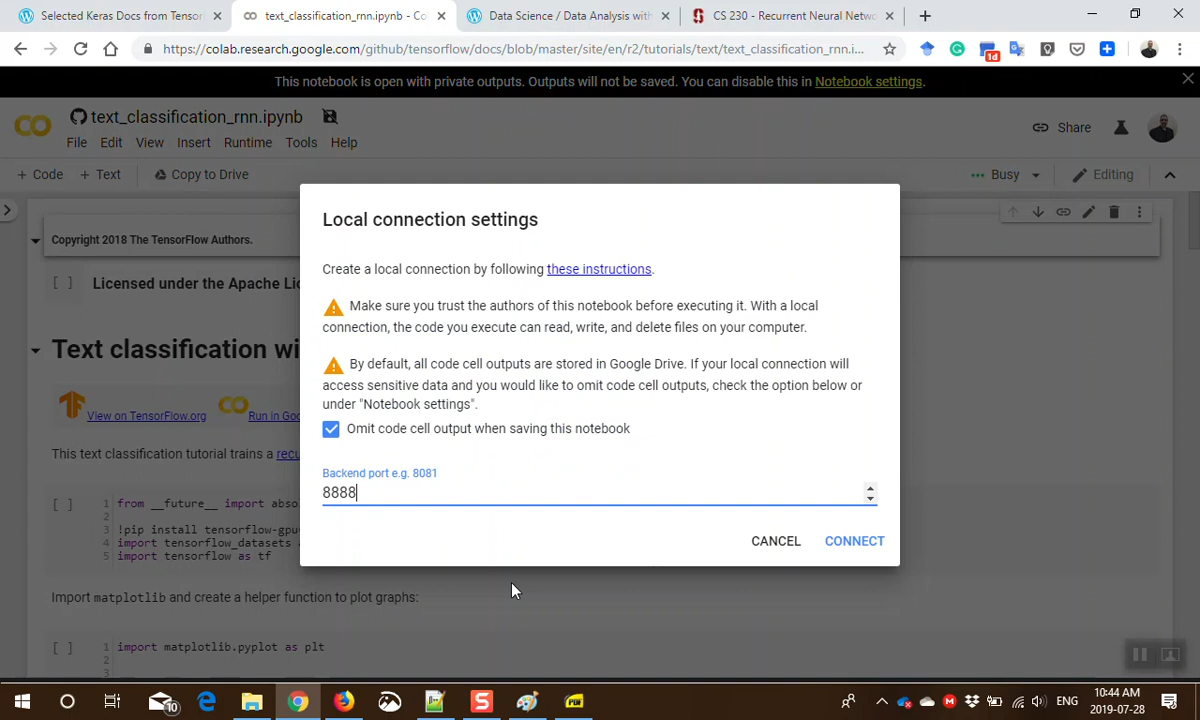 Selected Keras Docs from Tensor
text_classification_rnn.ipynb - Co
Data Science / Data Analysis with
CS 230 - Recurrent Neural Netwo
https://colab.research.google.com/github/tensorflow/docs/blob/master/site/en/r2/tutorials/text/text_classification_rnn.i...
1d
This notebook is open with private outputs. Outputs will not be saved. You can disable this in Notebook settings.
text_classification_rnn.ipynb
Share
File Edit View Insert Runtime Tools Help
+ Code + Text Copy to Drive
Busy
Editing
Local connection settings
Copyright 2018 The TensorFlow Authors.
Create a local connection by following these instructions.
[ ] Licensed under the Apache Lic
Make sure you trust the authors of this notebook before executing it. With a local
connection, the code you execute can read, write, and delete files on your computer.
Text classification wi
By default, all code cell outputs are stored in Google Drive. If your local connection will
access sensitive data and you would like to omit code cell outputs, check the option below or
under "Notebook settings".
View on TensorFlow.org
Run in Goo
Omit code cell output when saving this notebook
This text classification tutorial trains a recu
Backend port e.g. 8081
8888
[ ] 1 from __future__ import abso
2
3 !pip install tensorflow-gpu
4 import tensorflow_datasets
5 import tensorflow as tf
CANCEL CONNECT
Import matplotlib and create a helper function to plot graphs:
[ ] 1 import matplotlib.pyplot as plt
2
10
ENG
10:44 AM
2019-07-28